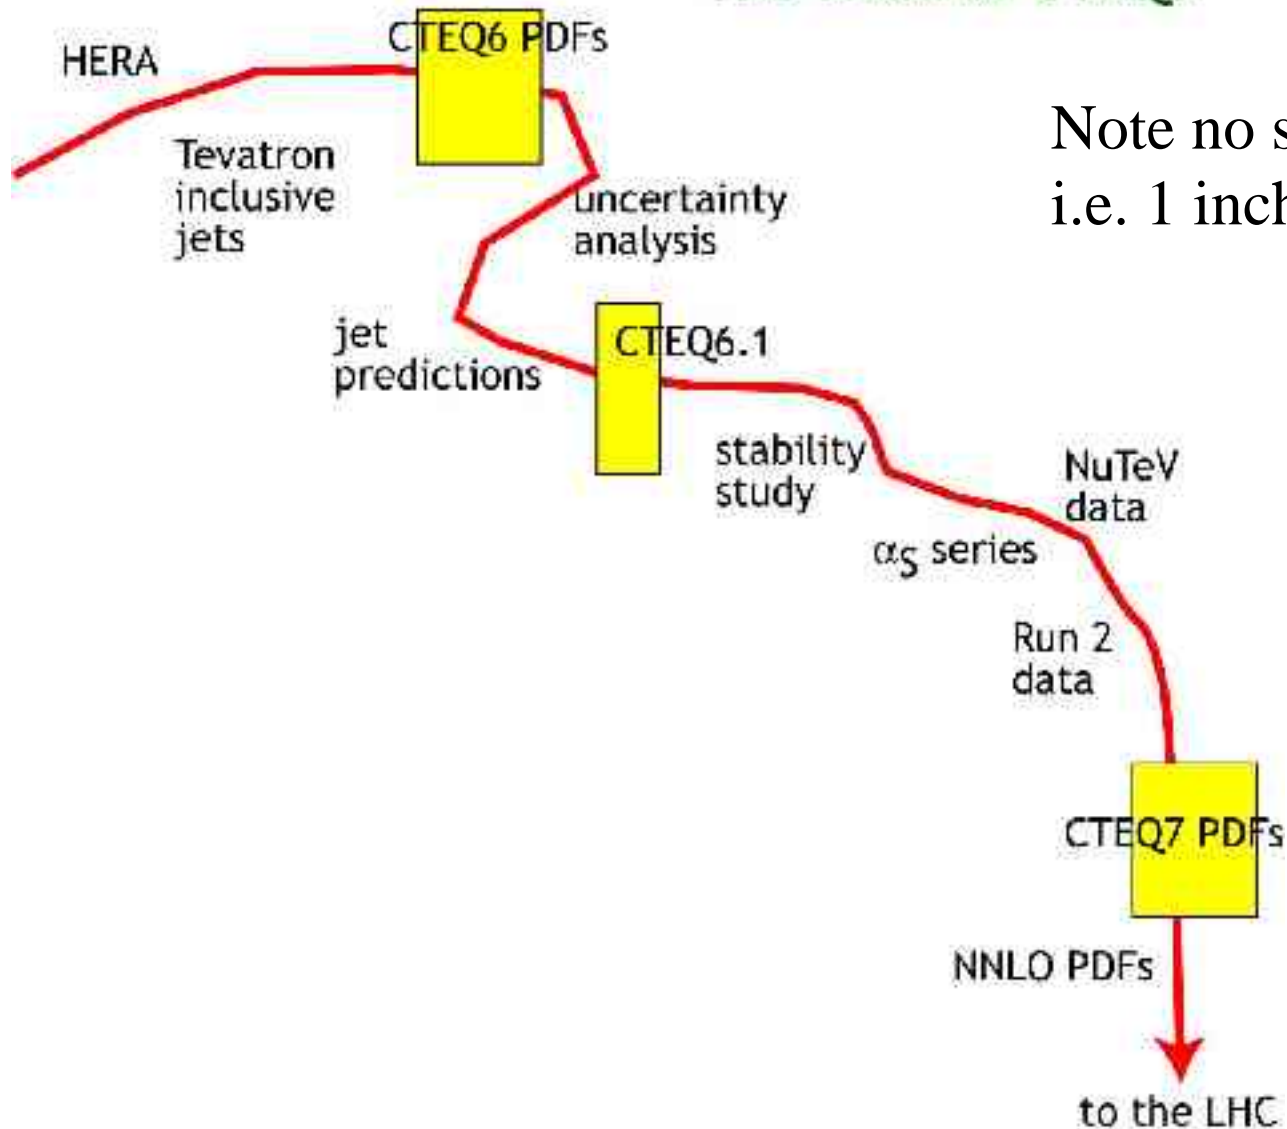 CTEQ6 PDFs
HERA
Note no s
i.e. 1 inch
Tevatron
inclusive
jets
uncertainty
analysis
jet
predictions
CTEQ6.1
stability
study
NuTeV
data
αS series
Run 2
data
CTEQ7 PDFs
NNLO PDFs
to the LHC